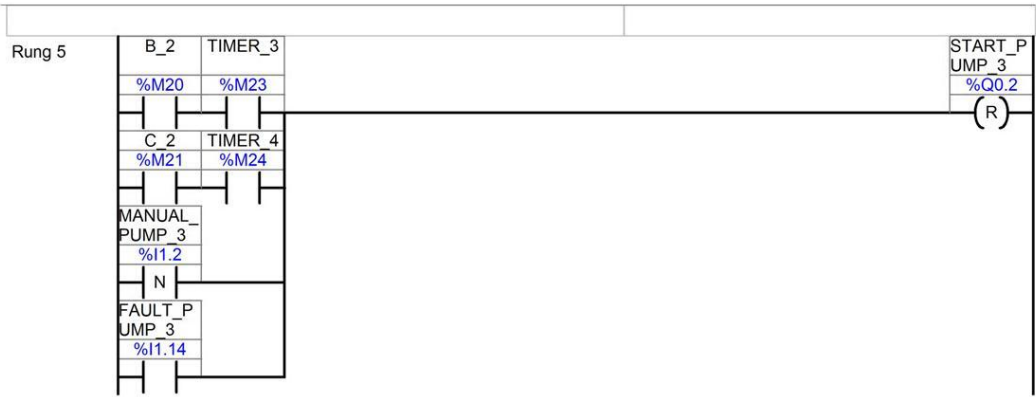 Rung 5
B_2 TIMER_3
%M20 %M23
START_P
UMP_3
%Q0.2
R
C_2 TIMER_4
%M21 %M24
MANUAL_
PUMP_3
%I1.2
N
FAULT_P
UMP_3
%I1.14